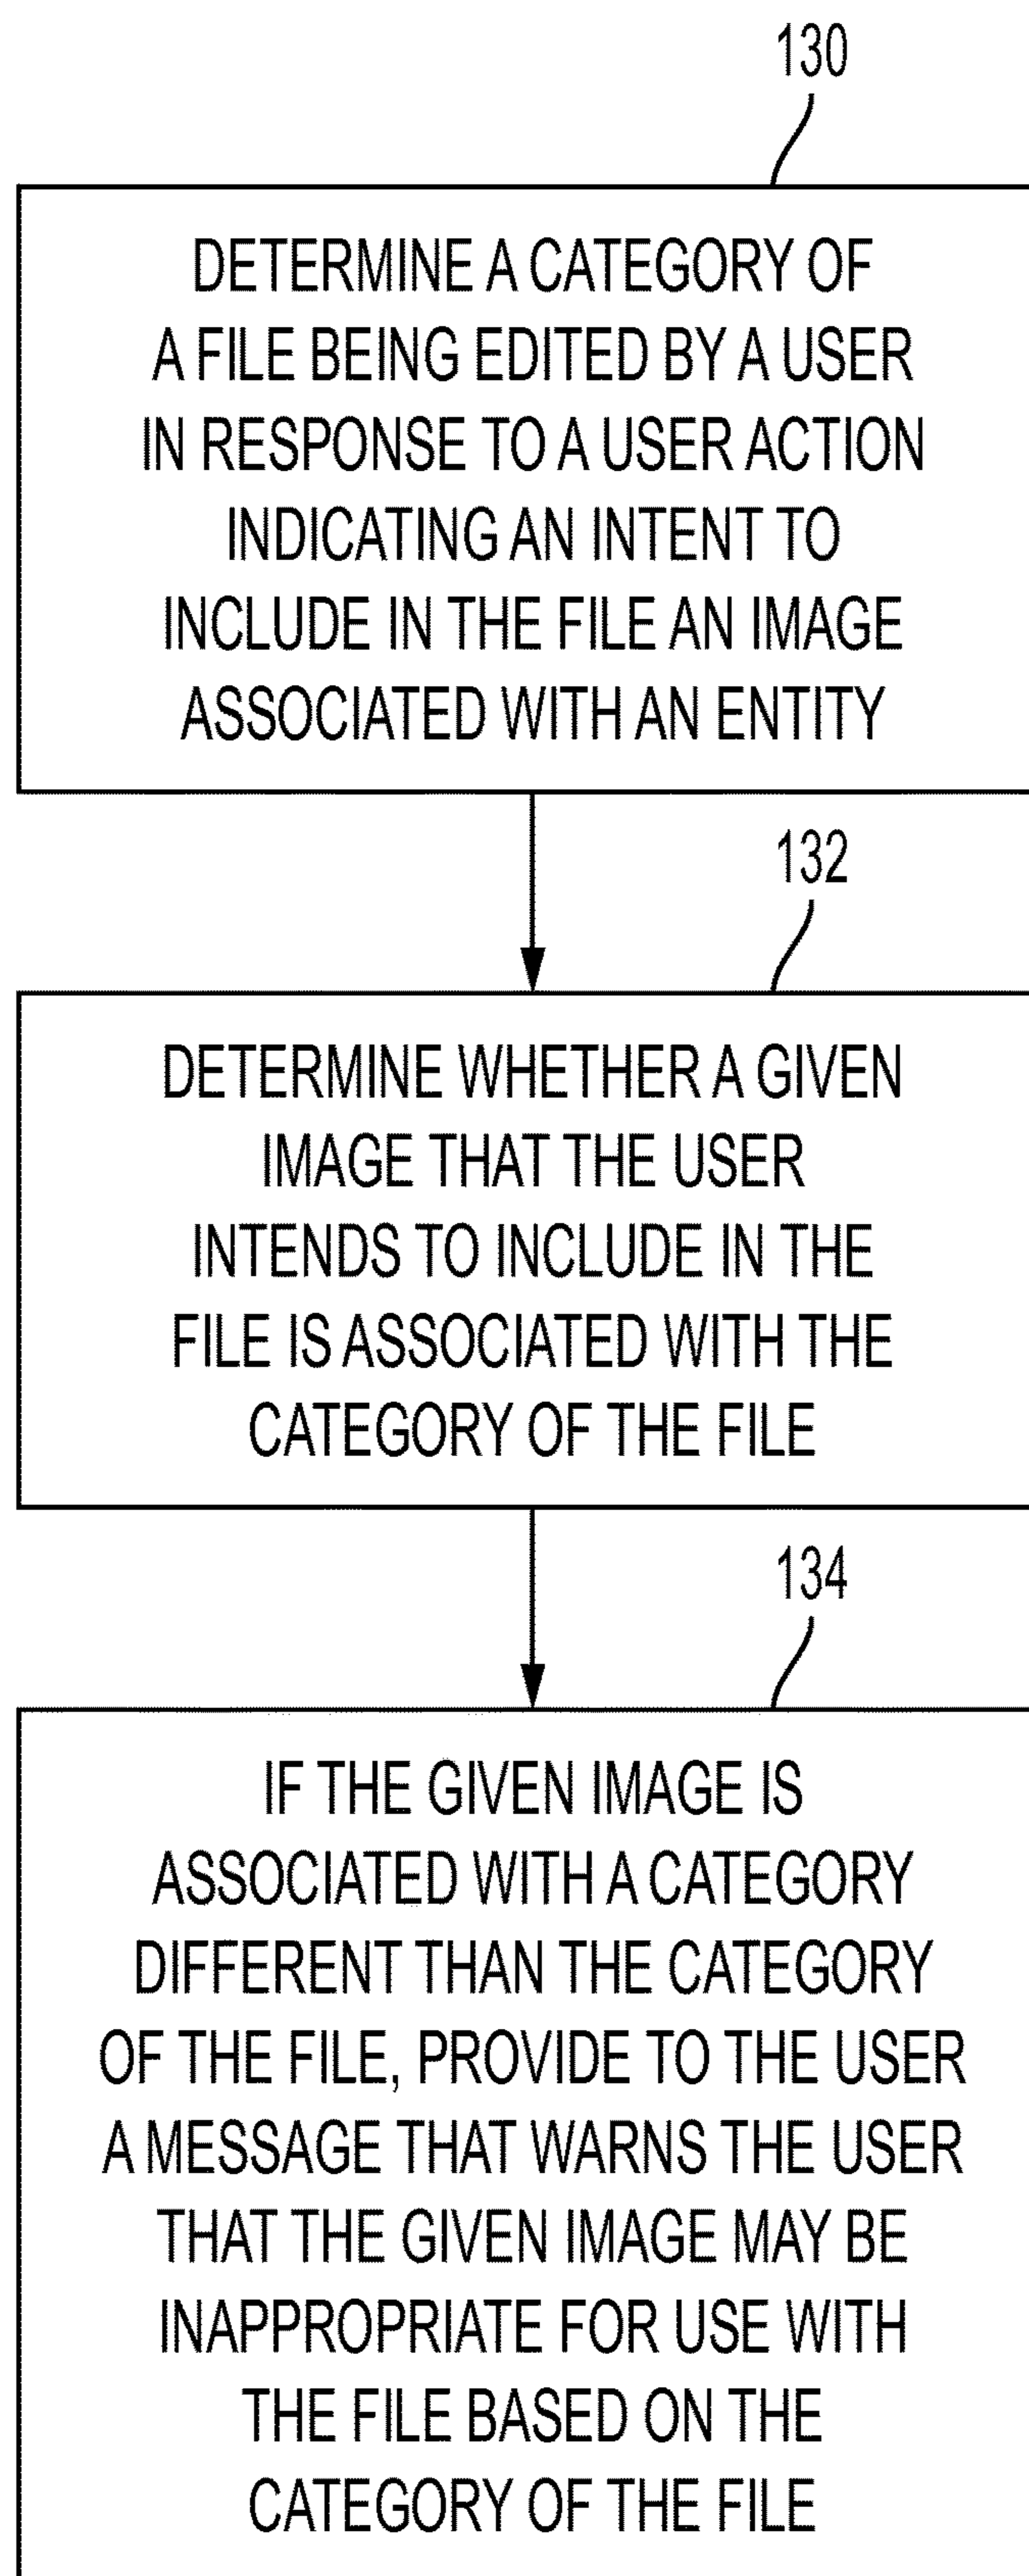 130
DETERMINE A CATEGORY OF
A FILE BEING EDITED BY A USER
IN RESPONSE TO A USER ACTION
INDICATING AN INTENT TO
INCLUDE IN THE FILE AN IMAGE
ASSOCIATED WITH AN ENTITY
132
DETERMINE WHETHER A GIVEN
IMAGE THAT THE USER
INTENDS TO INCLUDE IN THE
FILE IS ASSOCIATED WITH THE
CATEGORY OF THE FILE
134
IF THE GIVEN IMAGE IS
ASSOCIATED WITH A CATEGORY
DIFFERENT THAN THE CATEGORY
OF THE FILE, PROVIDE TO THE USER
A MESSAGE THAT WARNS THE USER
THAT THE GIVEN IMAGE MAY BE
INAPPROPRIATE FOR USE WITH
THE FILE BASED ON THE
CATEGORY OF THE FILE